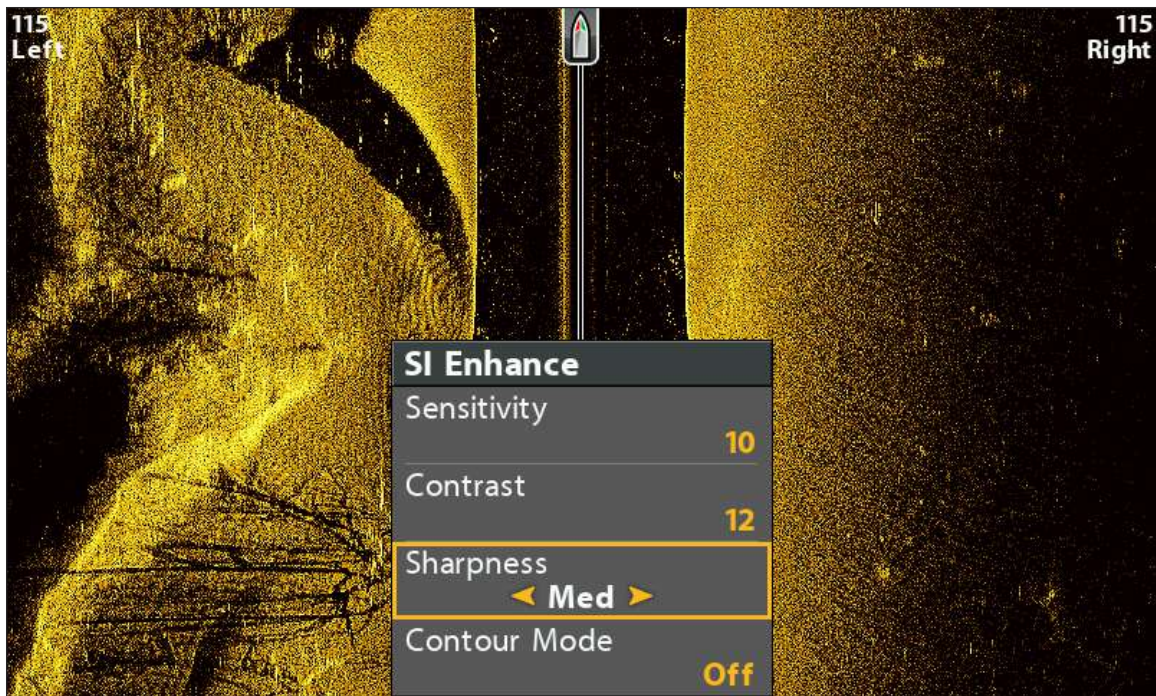 115
Left
115
Right
SI Enhance
Sensitivity
10
Contrast
12
Sharpness
Med
Contour Mode
Off